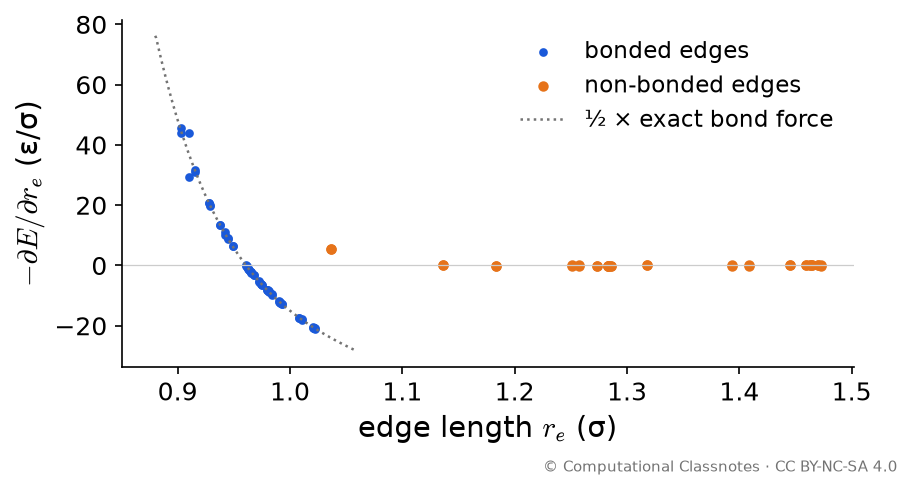 80
60
40
20
0
−20
−∂E/∂rₑ (ε/σ)
bonded edges
non-bonded edges
½ × exact bond force
0.9 1.0 1.1 1.2 1.3 1.4 1.5
edge length rₑ (σ)
© Computational Classnotes · CC BY-NC-SA 4.0